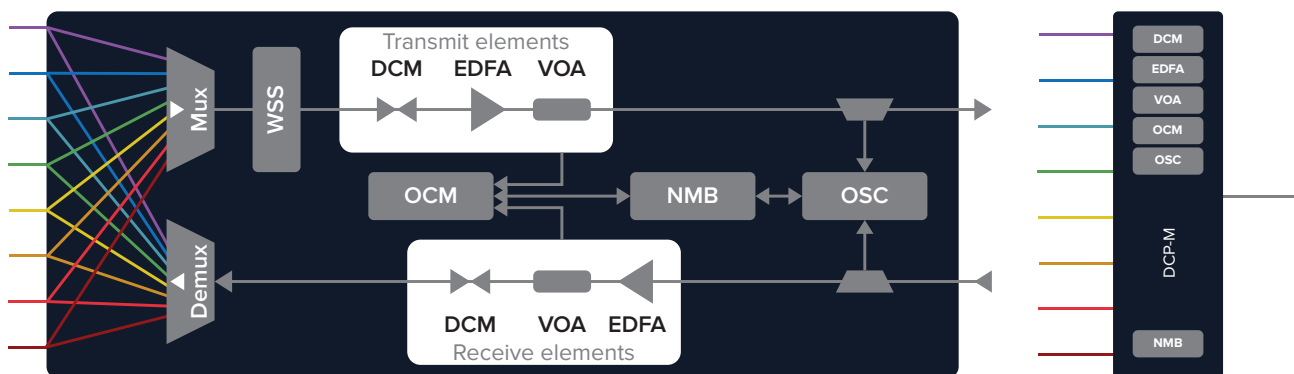 Transmit elements
DCM EDFA VOA
Mux
WSS
OCM
NMB
OSC
Demux
DCM VOA EDFA
Receive elements
DCM
EDFA
VOA
OCM
OSC
DCP-M
NMB